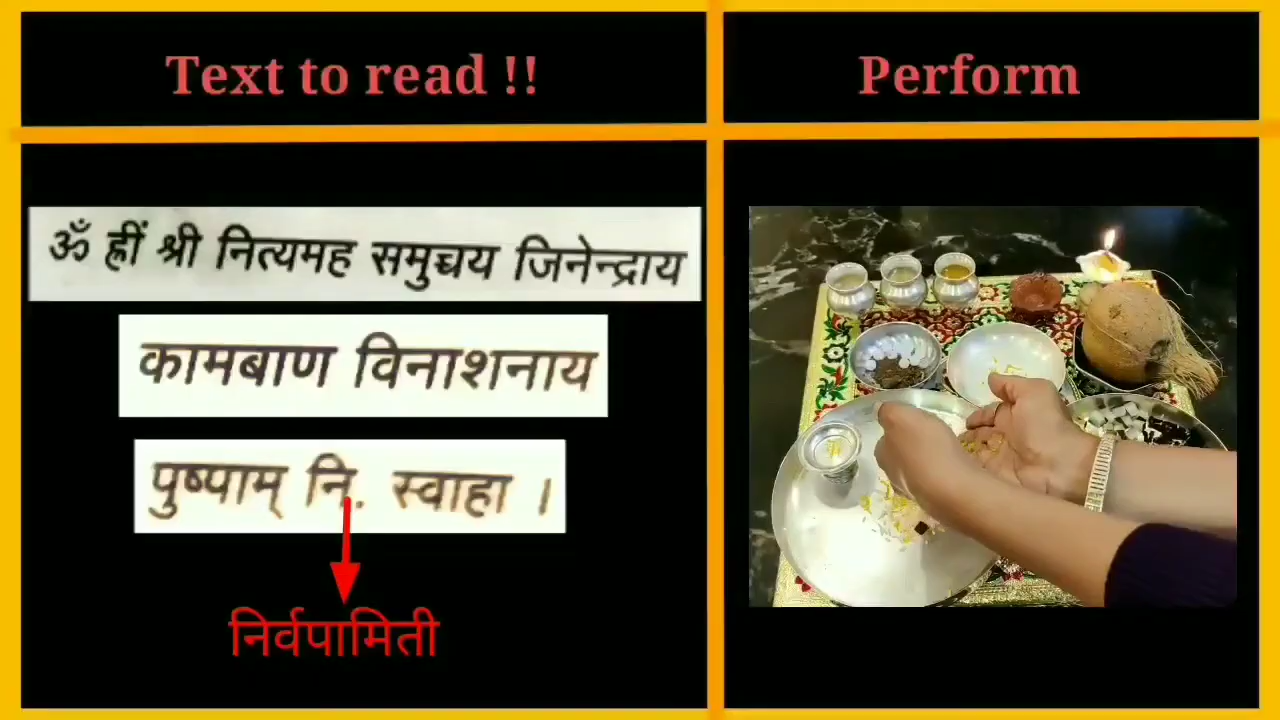 Text to read !!
Perform
ॐ ह्रीं श्री नित्यमह समुच्चय जिनेन्द्राय
कामबाण विनाशनाय
पुष्पाम् नि. स्वाहा ।
निर्वपामिती